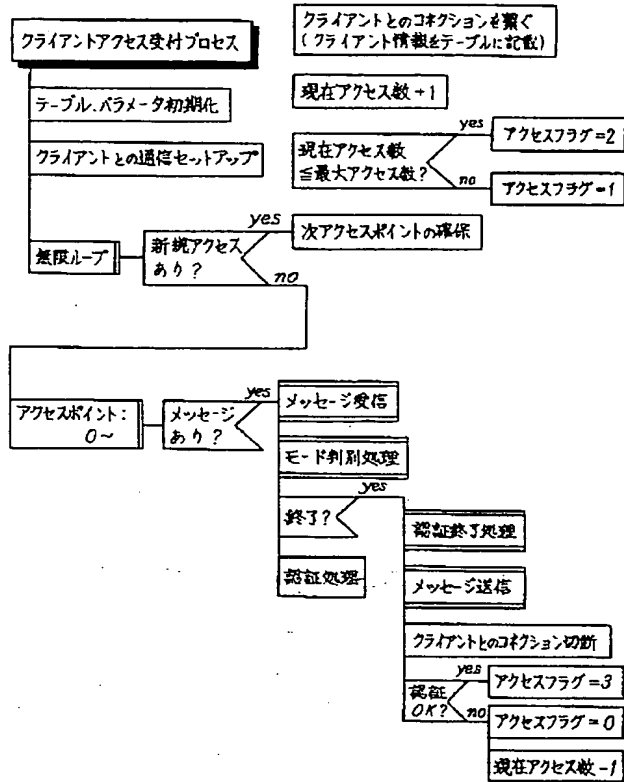 クライアントアクセス受付プロセス
クライアントとのコネクションを繋ぐ
(クライアント情報をテーブルに記載)
テーブル、パラメータ初期化
現在アクセス数+1
クライアントとの通信セットアップ
現在アクセス数
≦最大アクセス数?
yes
アクセスフラグ=2
no
アクセスフラグ=1
無限ループ
新規アクセス
あり?
yes
次アクセスポイントの確保
no
アクセスポイント:
0~
メッセージ
あり?
yes
メッセージ受信
モード判別処理
終了?
yes
認証終了処理
認証処理
メッセージ送信
クライアントとのコネクション切断
認証
OK?
yes
アクセスフラグ=3
no
アクセスフラグ=0
現在アクセス数-1